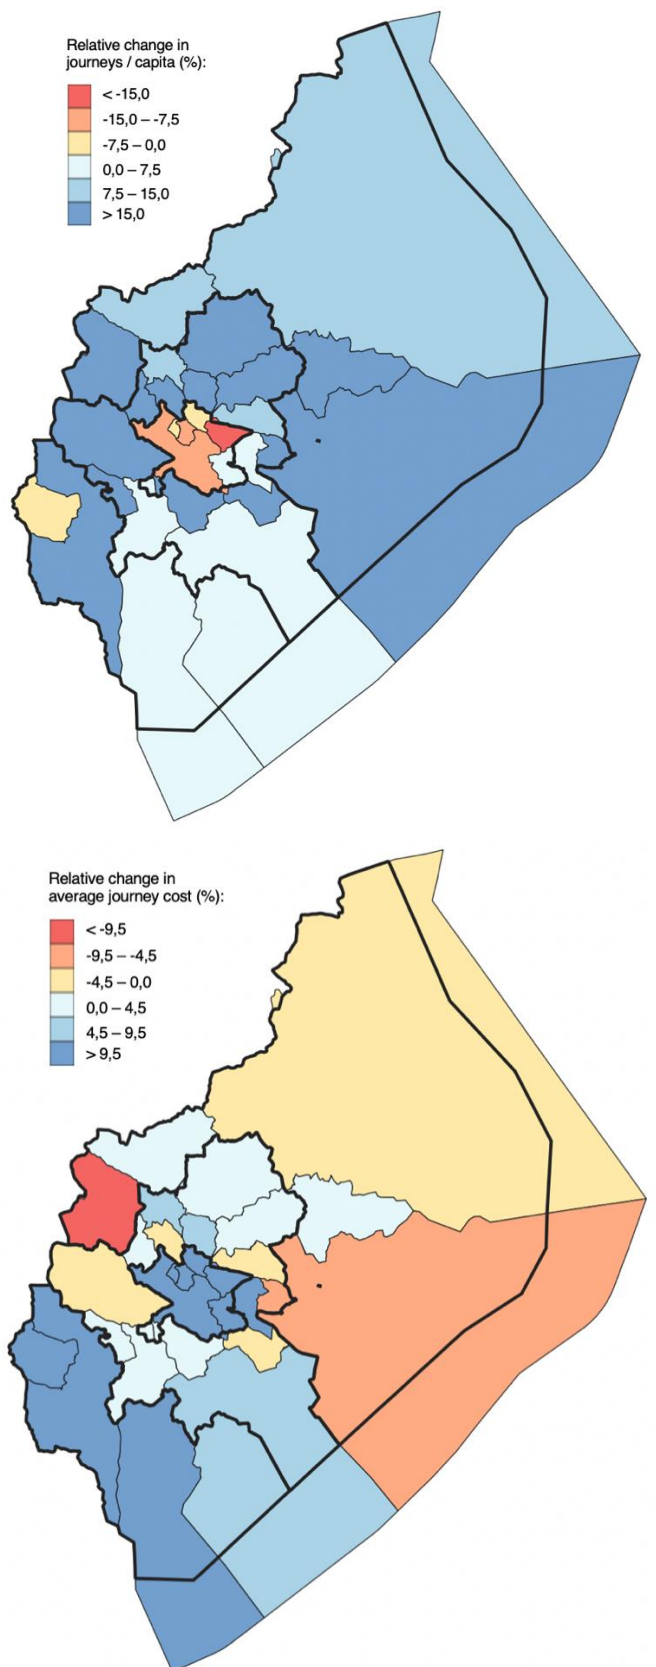 Relative change in
journeys / capita (%):
< -15,0
-15,0 – -7,5
-7,5 – 0,0
0,0 – 7,5
7,5 – 15,0
> 15,0
Relative change in
average journey cost (%):
< -9,5
-9,5 – -4,5
-4,5 – 0,0
0,0 – 4,5
4,5 – 9,5
> 9,5